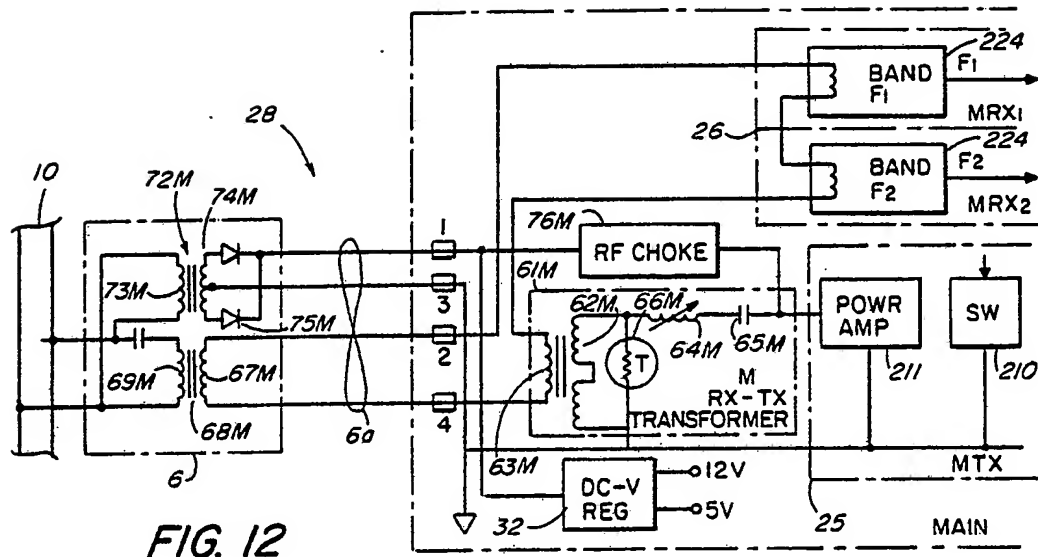 224
F1
BAND
F1
MRX1
26
224
F2
BAND
F2
MRX2
28
10
72M
74M
76M
1
RF CHOKE
61M
3
73M
62M
66M
POWR
AMP
SW
75M
2
T
64M
65M
211
210
69M
67M
M
RX-TX
TRANSFORMER
4
68M
6a
63M
MTX
6
DC-V
REG
12V
5V
32
25
MAIN
FIG. 12